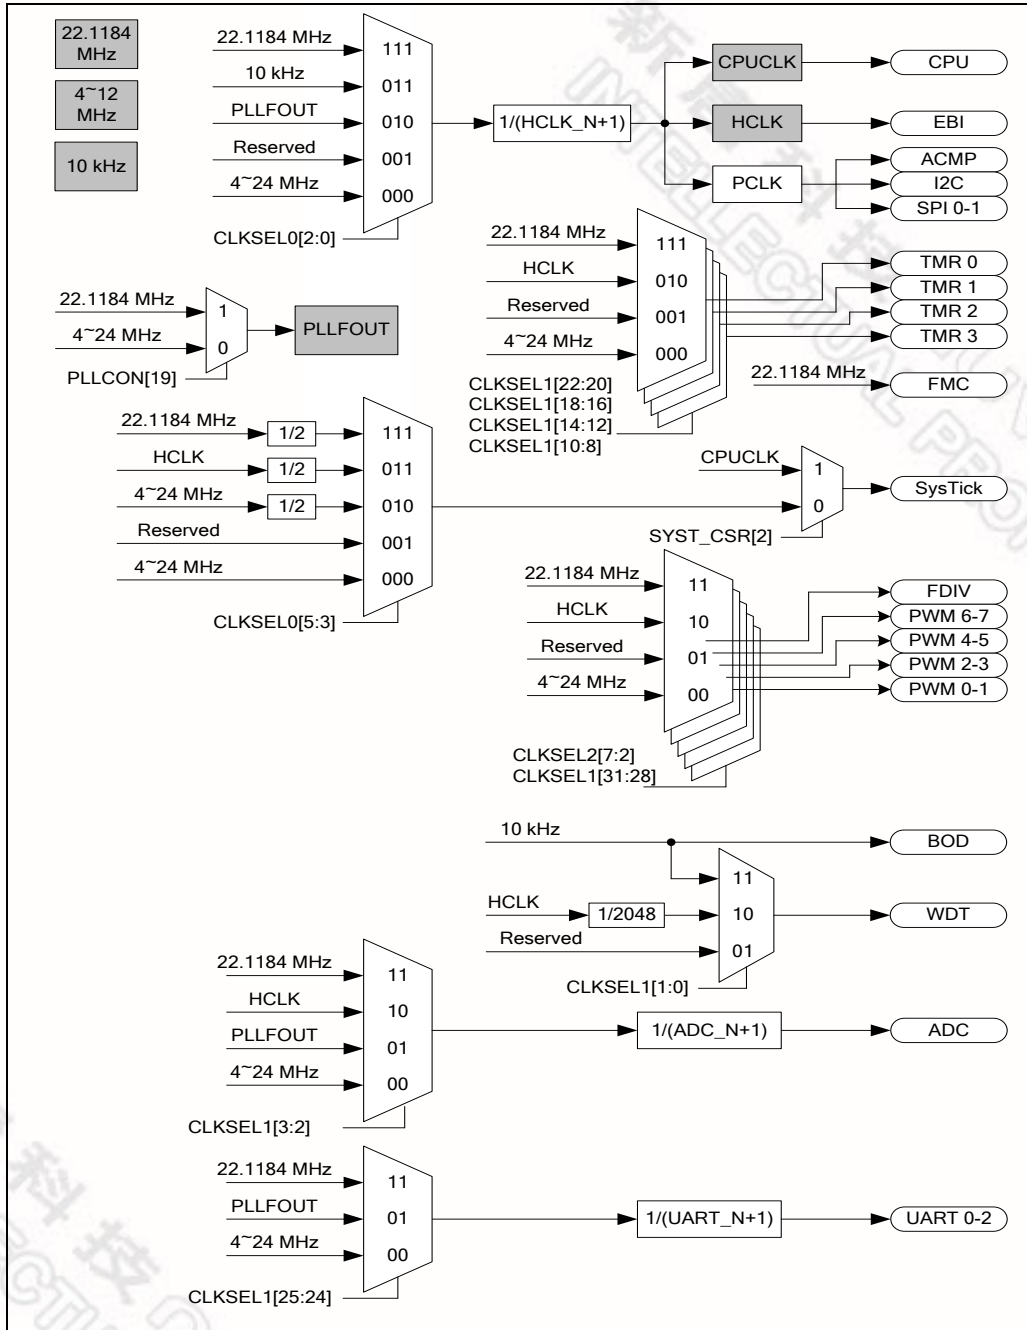 22.1184 MHz
4~12 MHz
10 kHz
22.1184 MHz
10 kHz
PLLFOUT
Reserved
4~24 MHz
111
011
010
001
000
CLKSEL0[2:0]
1/(HCLK_N+1)
CPUCLK
HCLK
PCLK
CPU
EBI
ACMP
I2C
SPI 0-1
22.1184 MHz
HCLK
Reserved
4~24 MHz
111
010
001
000
CLKSEL1[22:20]
CLKSEL1[18:16]
CLKSEL1[14:12]
CLKSEL1[10:8]
TMR 0
TMR 1
TMR 2
TMR 3
22.1184 MHz
FMC
22.1184 MHz
4~24 MHz
1
0
PLLCON[19]
PLLFOUT
22.1184 MHz
HCLK
4~24 MHz
Reserved
4~24 MHz
1/2
1/2
1/2
111
011
010
001
000
CLKSEL0[5:3]
CPUCLK
1
0
SYST_CSR[2]
SysTick
22.1184 MHz
HCLK
Reserved
4~24 MHz
11
10
01
00
CLKSEL2[7:2]
CLKSEL1[31:28]
FDIV
PWM 6-7
PWM 4-5
PWM 2-3
PWM 0-1
10 kHz
BOD
HCLK
1/2048
Reserved
11
10
01
CLKSEL1[1:0]
WDT
22.1184 MHz
HCLK
PLLFOUT
4~24 MHz
11
10
01
00
CLKSEL1[3:2]
1/(ADC_N+1)
ADC
22.1184 MHz
PLLFOUT
4~24 MHz
11
01
00
CLKSEL1[25:24]
1/(UART_N+1)
UART 0-2